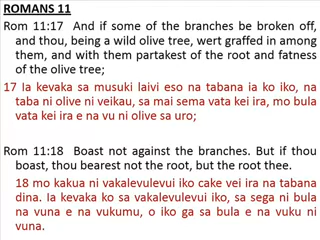 ROMANS 11
Rom 11:17   And if some of the branches be broken off,
and thou, being a wild olive tree, wert graffed in among
them, and with them partakest of the root and fatness
of the olive tree;
17 Ia kevaka sa musuki laivi eso na tabana ia ko iko, na
taba ni olive ni veikau, sa mai sema vata kei ira, mo bula
vata kei ira e na vu ni olive sa uro;
Rom 11:18   Boast not against the branches. But if thou
boast, thou bearest not the root, but the root thee.
18 mo kakua ni vakalevulevui iko cake vei ira na tabana
dina. Ia kevaka ko sa vakalevulevui iko, sa sega ni bula
na vuna e na vukumu, o iko ga sa bula e na vuku ni
vuna.